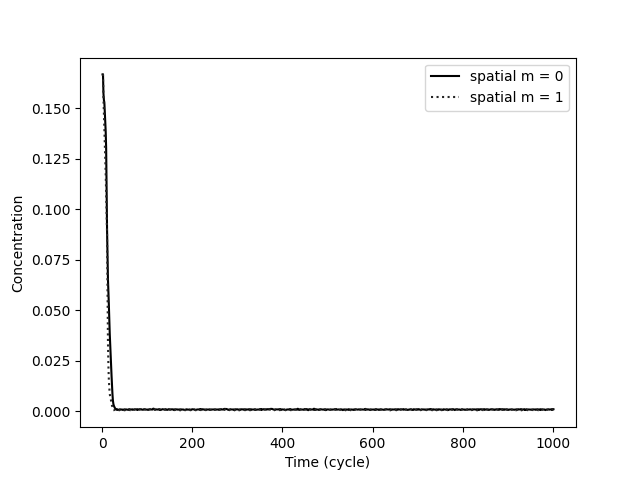 spatial m = 0
spatial m = 1
0.150
0.125
0.100
0.075
0.050
0.025
0.000
Concentration
0 200 400 600 800 1000
Time (cycle)